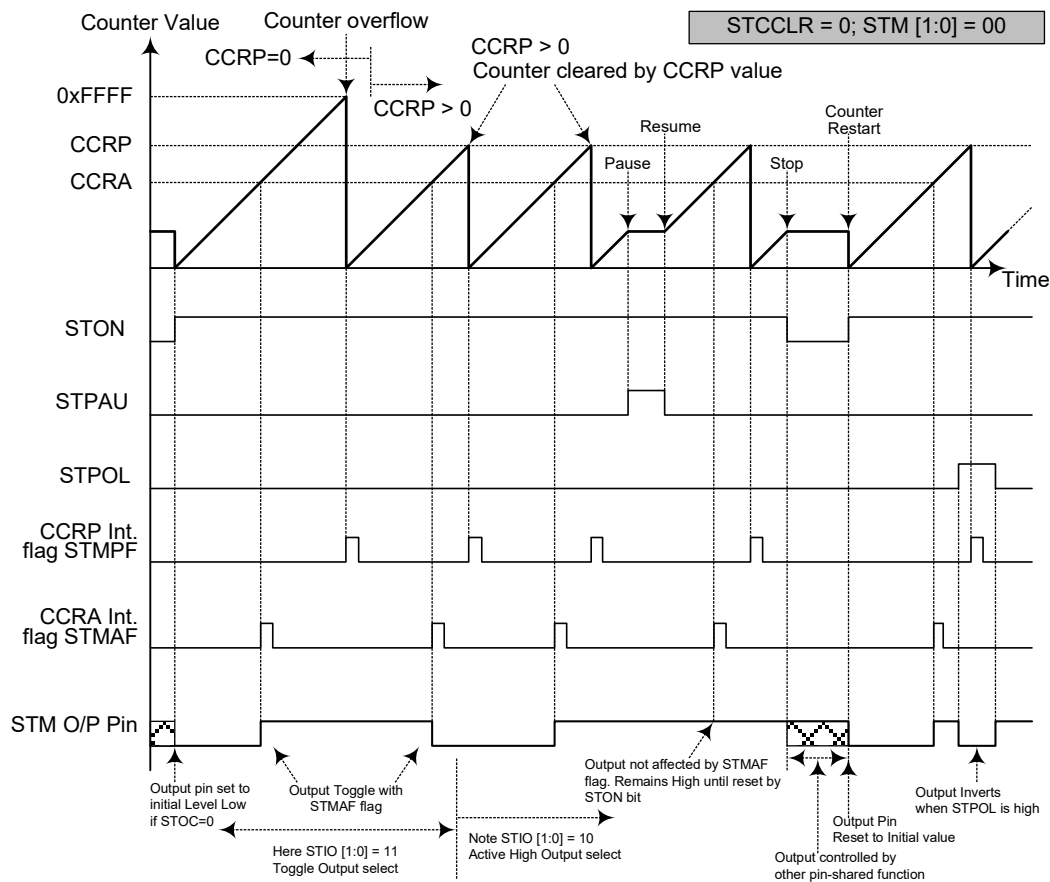 Counter Value
Counter overflow
STCCLR = 0; STM [1:0] = 00
CCRP=0
CCRP > 0
CCRP > 0
Counter cleared by CCRP value
0xFFFF
CCRP
CCRA
Pause
Resume
Stop
Counter
Restart
Time
STON
STPAU
STPOL
CCRP Int.
flag STMPF
CCRA Int.
flag STMAF
STM O/P Pin
Output pin set to
initial Level Low
if STOC=0
Output Toggle with
STMAF flag
Here STIO [1:0] = 11
Toggle Output select
Note STIO [1:0] = 10
Active High Output select
Output not affected by STMAF
flag. Remains High until reset by
STON bit
Output controlled by
other pin-shared function
Output Pin
Reset to Initial value
Output Inverts
when STPOL is high